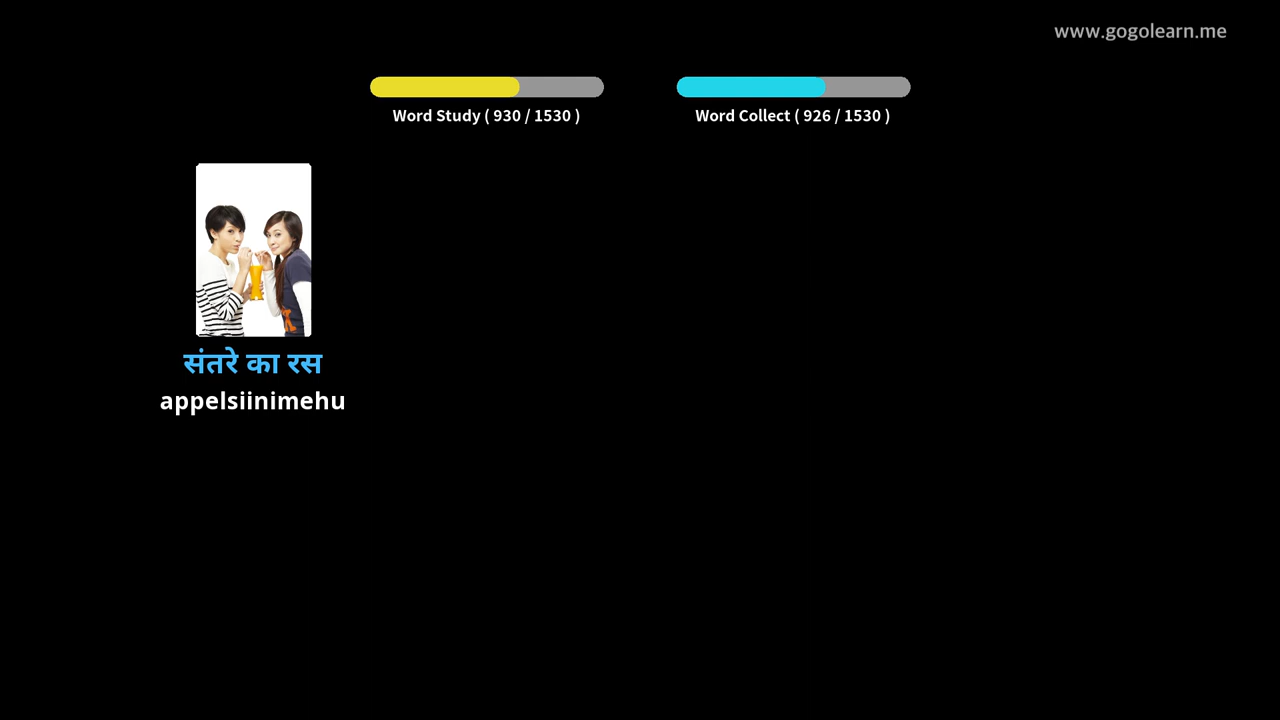 www.gogolearn.me
Word Study ( 930 / 1530 )
Word Collect ( 926 / 1530 )
संतरे का रस
appelsiinimehu